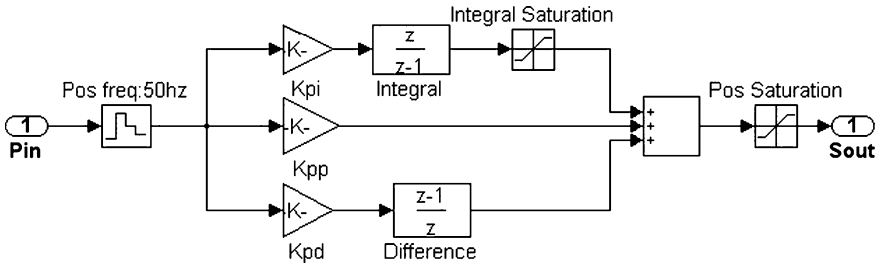 Integral Saturation
-K-
z
z-1
Kpi
Integral
Pos freq:50hz
Pos Saturation
1
Pin
-K-
Kpp
+
+
+
1
Sout
-K-
z-1
z
Kpd
Difference